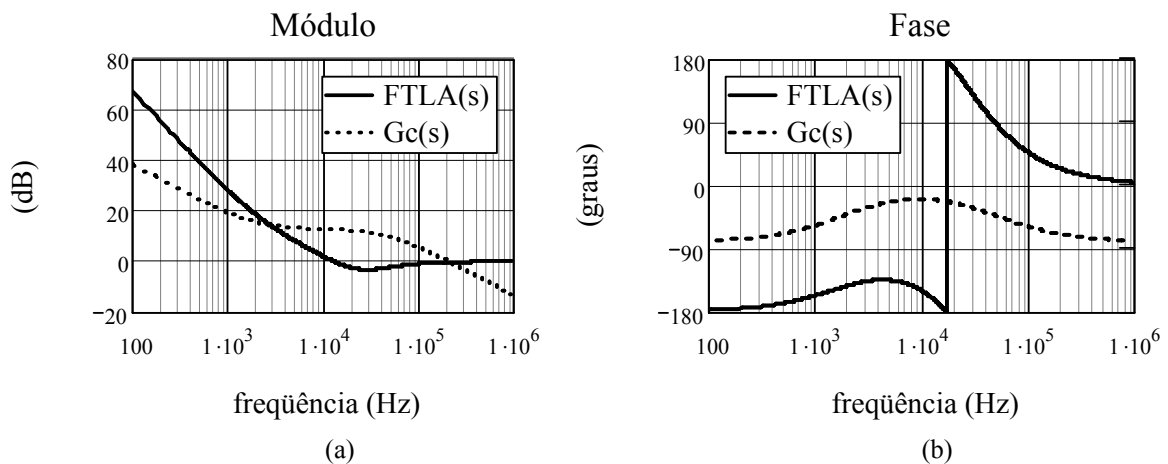 Módulo
80
60
40
20
0
−20
(dB)
FTLA(s)
Gc(s)
100
1·10³
1·10⁴
1·10⁵
1·10⁶
freqüência (Hz)
(a)
Fase
180
90
0
−90
−180
(graus)
FTLA(s)
Gc(s)
100
1·10³
1·10⁴
1·10⁵
1·10⁶
freqüência (Hz)
(b)